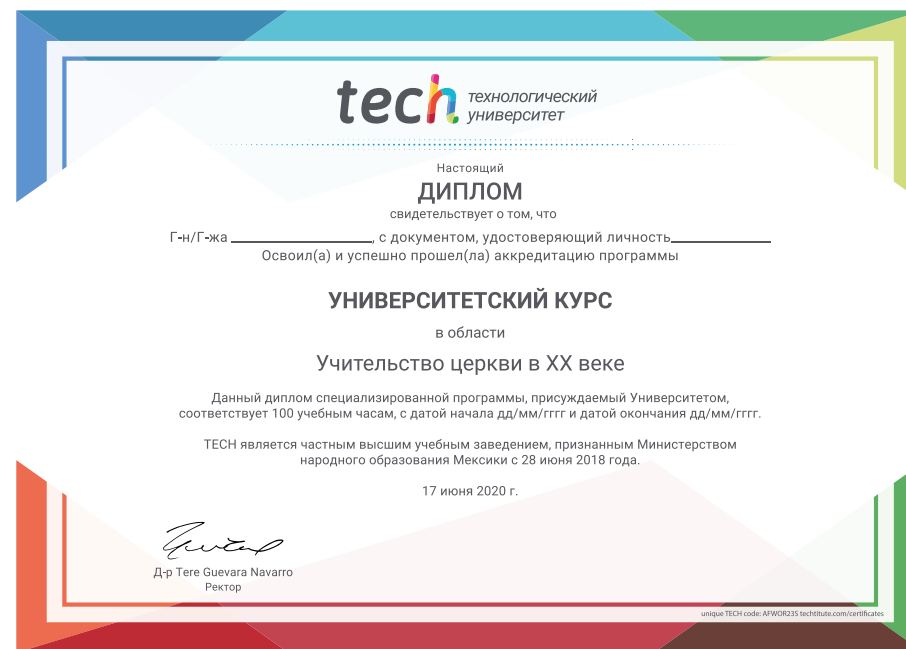 tech технологический
университет
Настоящий
ДИПЛОМ
свидетельствует о том, что
Г-н/Г-жа ____________________, с документом, удостоверяющий личность______________
Освоил(а) и успешно прошел(ла) аккредитацию программы
УНИВЕРСИТЕТСКИЙ КУРС
в области
Учительство церкви в XX веке
Данный диплом специализированной программы, присуждаемый Университетом,
соответствует 100 учебным часам, с датой начала дд/мм/гггг и датой окончания дд/мм/гггг.
TECH является частным высшим учебным заведением, признанным Министерством
народного образования Мексики с 28 июня 2018 года.
17 июня 2020 г.
Д-р Tere Guevara Navarro
Ректор
unique TECH code: AFWOR23S techtitute.com/certificates